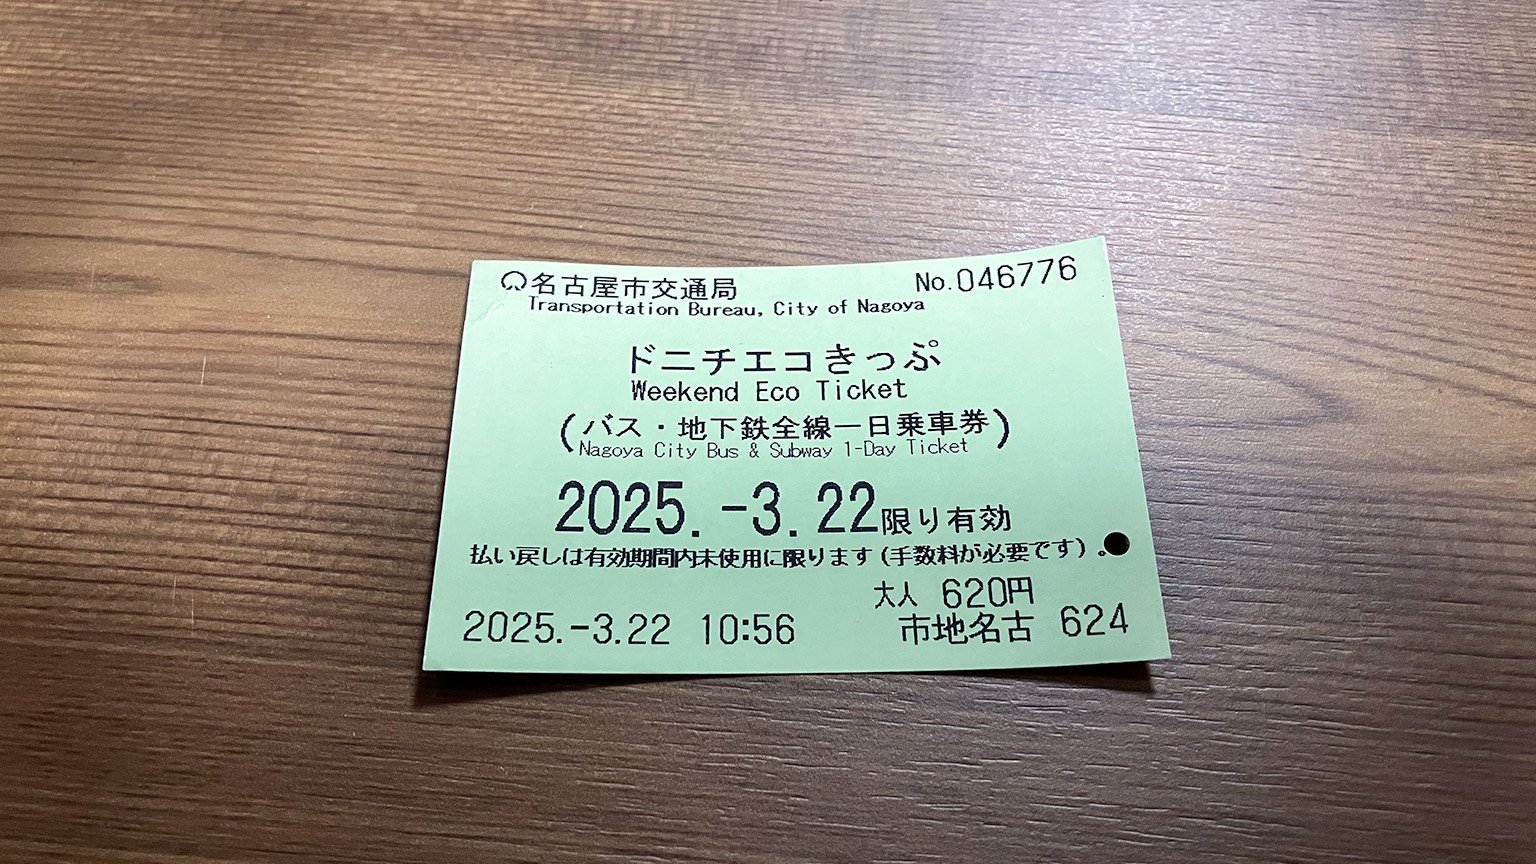 名古屋市交通局
No.046776
Transportation Bureau, City of Nagoya
ドニチエコきっぷ
Weekend Eco Ticket
(バス・地下鉄全線一日乗車券)
Nagoya City Bus & Subway 1-Day Ticket
2025.-3.22限り有効
払い戻しは有効期間内未使用に限ります(手数料が必要です)。
大人 620円
2025.-3.22 10:56
市地名古 624